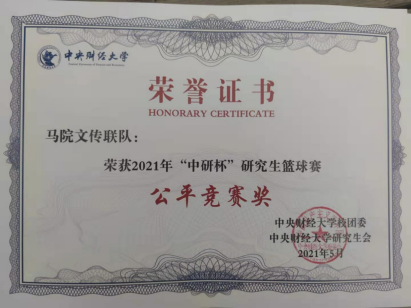 中央财经大学
荣誉证书
HONORARY CERTIFICATE
马院文传联队：
荣获2021年“中研杯”研究生篮球赛
公平竞赛奖
中央财经大学校团委
中央财经大学研究生会
2021年5月